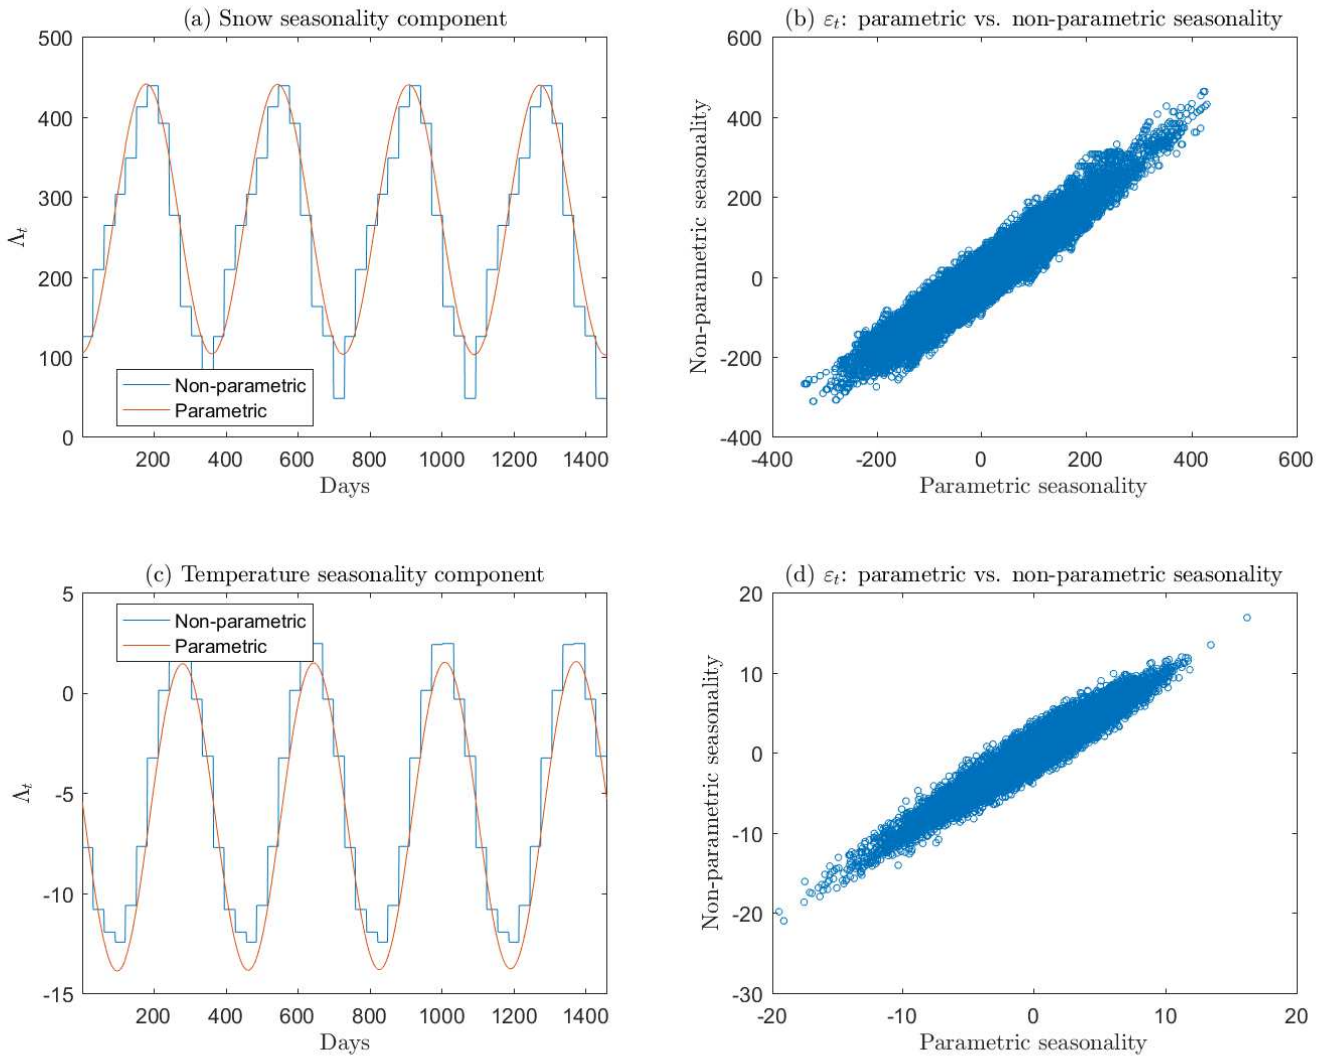 (a) Snow seasonality component
500
400
300
200
100
0
Λt
Non-parametric
Parametric
200 400 600 800 1000 1200 1400
Days
(b) εt: parametric vs. non-parametric seasonality
600
400
200
0
-200
-400
Non-parametric seasonality
-400 -200 0 200 400 600
Parametric seasonality
(c) Temperature seasonality component
5
0
-5
-10
-15
Λt
Non-parametric
Parametric
200 400 600 800 1000 1200 1400
Days
(d) εt: parametric vs. non-parametric seasonality
20
10
0
-10
-20
-30
Non-parametric seasonality
-20 -10 0 10 20
Parametric seasonality